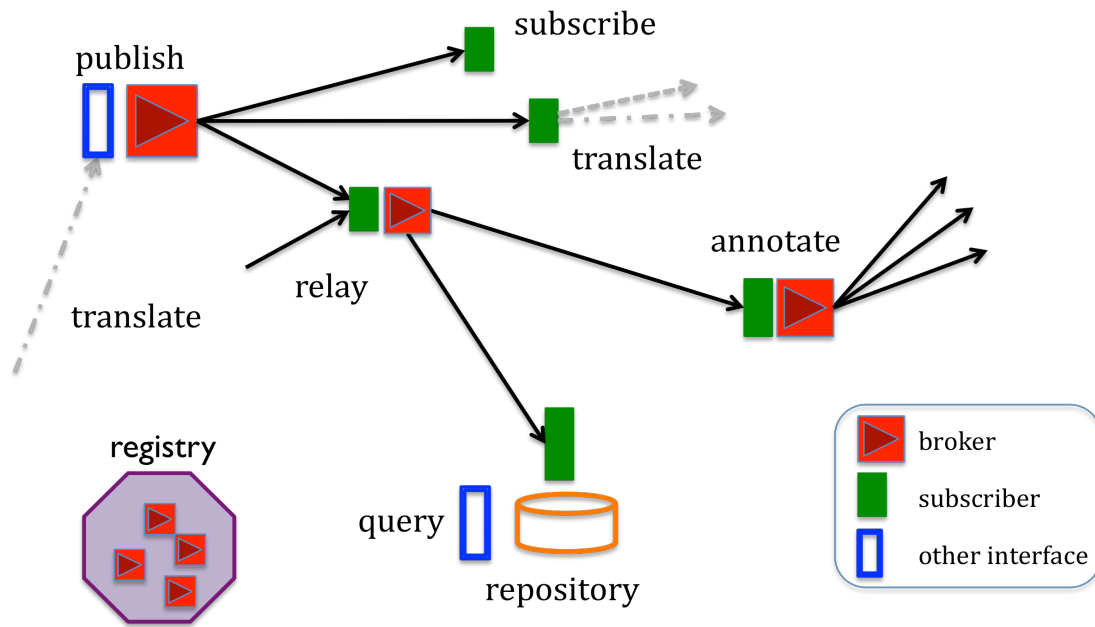 subscribe
publish
translate
annotate
relay
translate
registry
query
repository
broker
subscriber
other interface